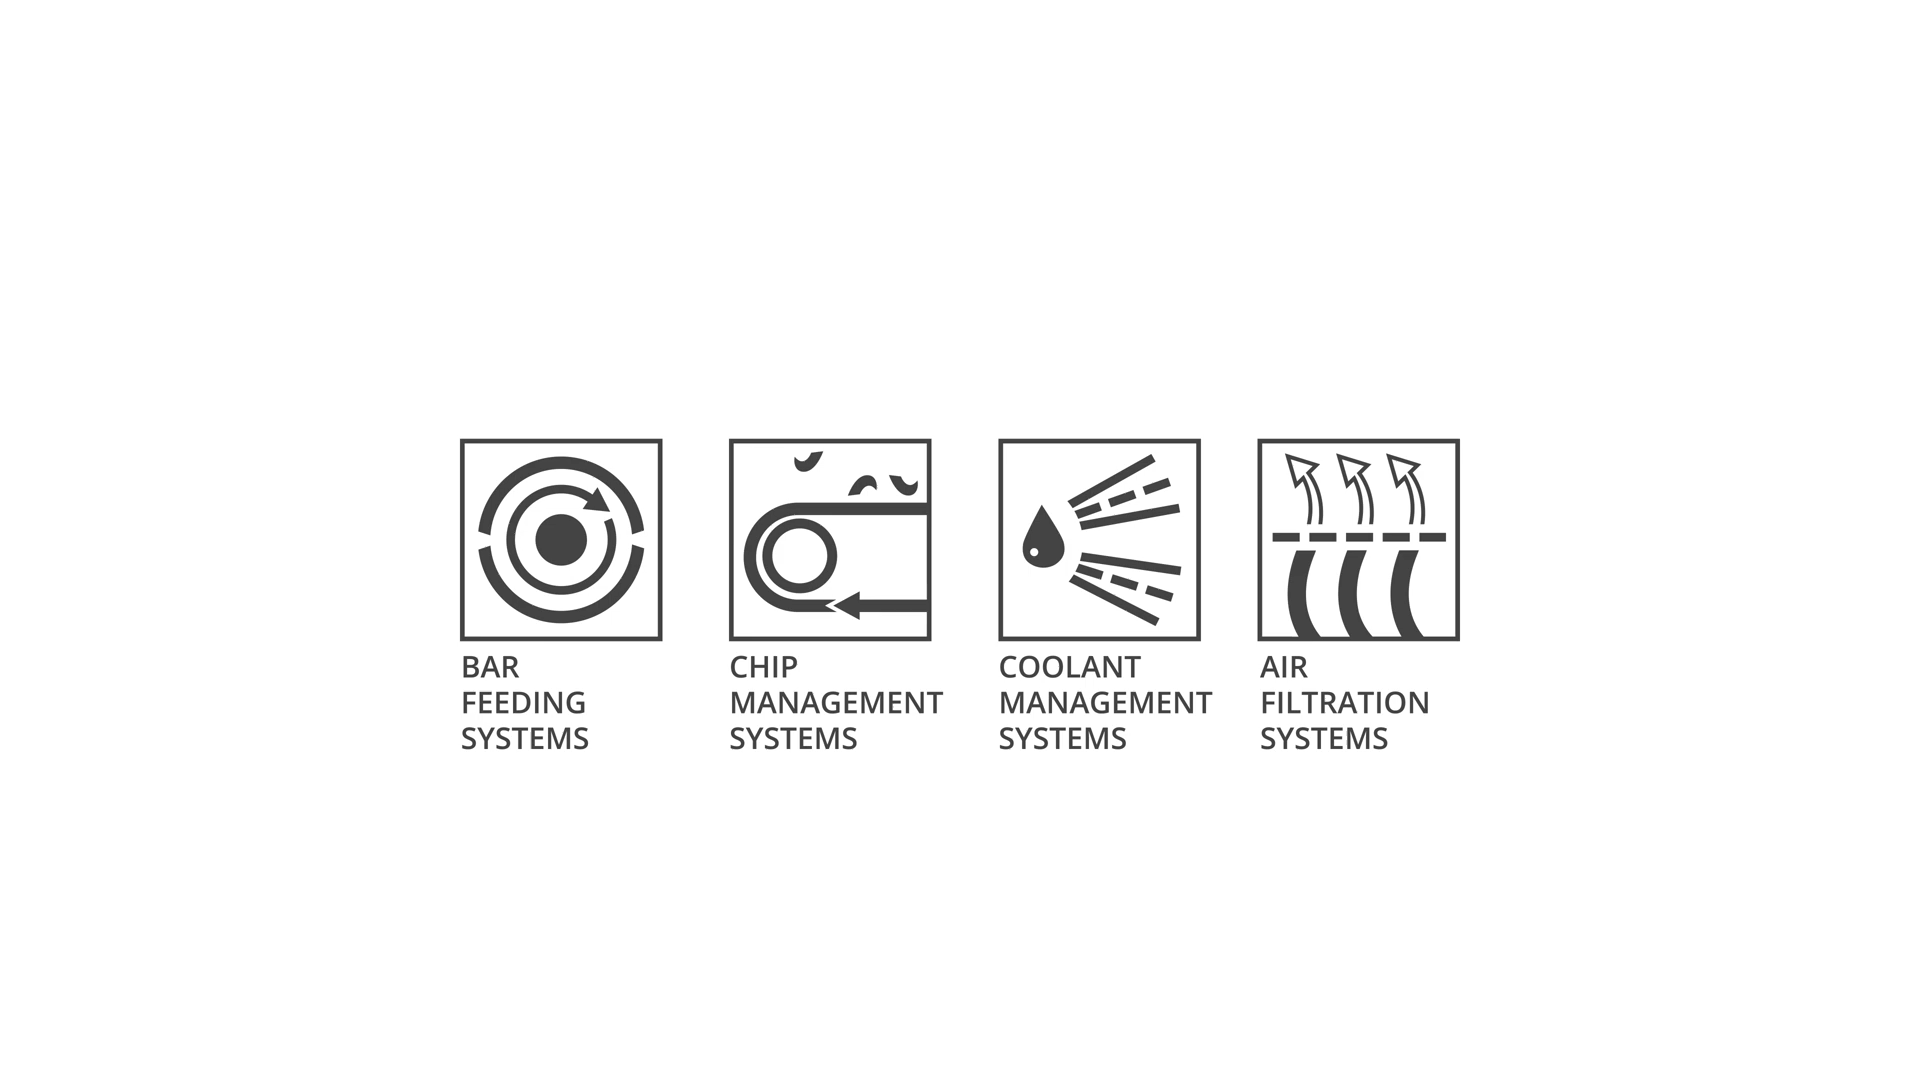 BAR
FEEDING
SYSTEMS
CHIP
MANAGEMENT
SYSTEMS
COOLANT
MANAGEMENT
SYSTEMS
AIR
FILTRATION
SYSTEMS